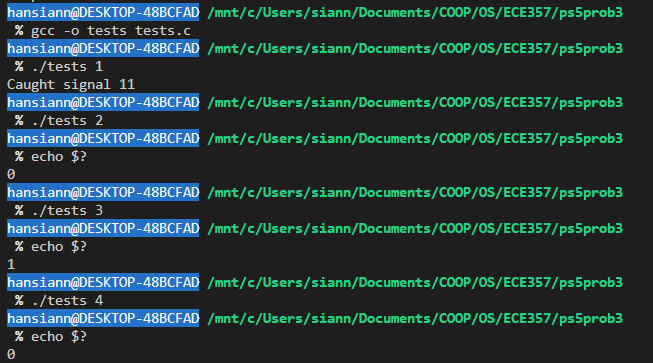 hansiann@DESKTOP-48BCFAD /mnt/c/Users/siann/Documents/COOP/OS/ECE357/ps5prob3
% gcc -o tests tests.c
hansiann@DESKTOP-48BCFAD /mnt/c/Users/siann/Documents/COOP/OS/ECE357/ps5prob3
% ./tests 1
Caught signal 11
hansiann@DESKTOP-48BCFAD /mnt/c/Users/siann/Documents/COOP/OS/ECE357/ps5prob3
% ./tests 2
hansiann@DESKTOP-48BCFAD /mnt/c/Users/siann/Documents/COOP/OS/ECE357/ps5prob3
% echo $?
0
hansiann@DESKTOP-48BCFAD /mnt/c/Users/siann/Documents/COOP/OS/ECE357/ps5prob3
% ./tests 3
hansiann@DESKTOP-48BCFAD /mnt/c/Users/siann/Documents/COOP/OS/ECE357/ps5prob3
% echo $?
1
hansiann@DESKTOP-48BCFAD /mnt/c/Users/siann/Documents/COOP/OS/ECE357/ps5prob3
% ./tests 4
hansiann@DESKTOP-48BCFAD /mnt/c/Users/siann/Documents/COOP/OS/ECE357/ps5prob3
% echo $?
0